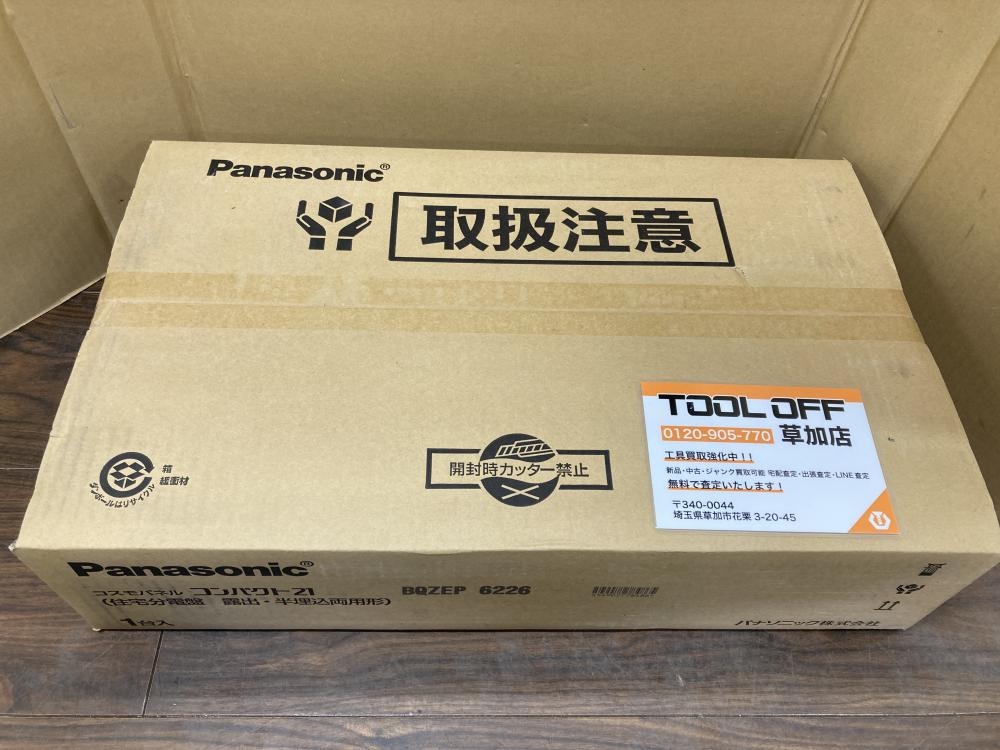 Panasonic®
取扱注意
箱
緩衝材
ダンボールはリサイクル
開封時カッター禁止
TOOL OFF
0120-905-770 草加店
工具買取強化中!!
新品・中古・ジャンク買取可能 宅配査定・出張査定・LINE査定
無料で査定いたします!
〒340-0044
埼玉県草加市花栗 3-20-45
Panasonic®
コスモパネル コンパクト21 BQZEP 6226
(住宅分電盤 露出・半埋込両用形)
1台入
パナソニック株式会社